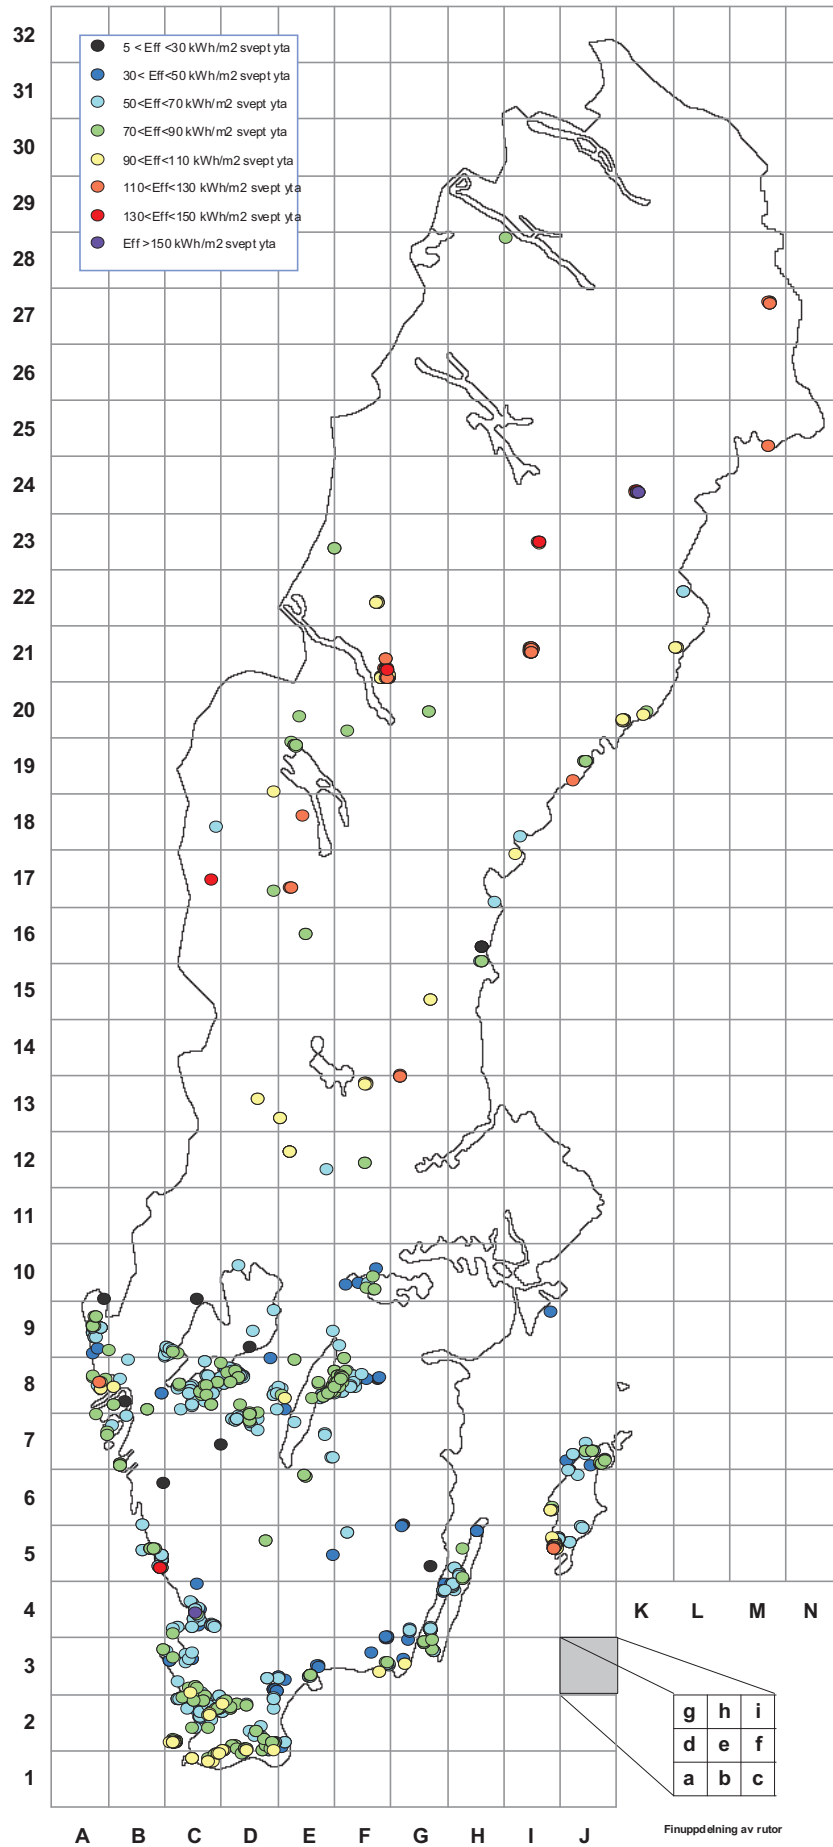 32
5 < Eff <30 kWh/m2 svept yta
30< Eff<50 kWh/m2 svept yta
31
50<Eff<70 kWh/m2 svept yta
70<Eff<90 kWh/m2 svept yta
30
90<Eff<110 kWh/m2 svept yta
110<Eff<130 kWh/m2 svept yta
29
130<Eff<150 kWh/m2 svept yta
Eff >150 kWh/m2 svept yta
28
27
26
25
24
23
22
21
20
19
18
17
16
15
14
13
12
11
10
9
8
7
6
5
4
K L M N
3
g h i
2
d e f
a b c
1
A B C D E F G H I J
Finuppdelning av rutor